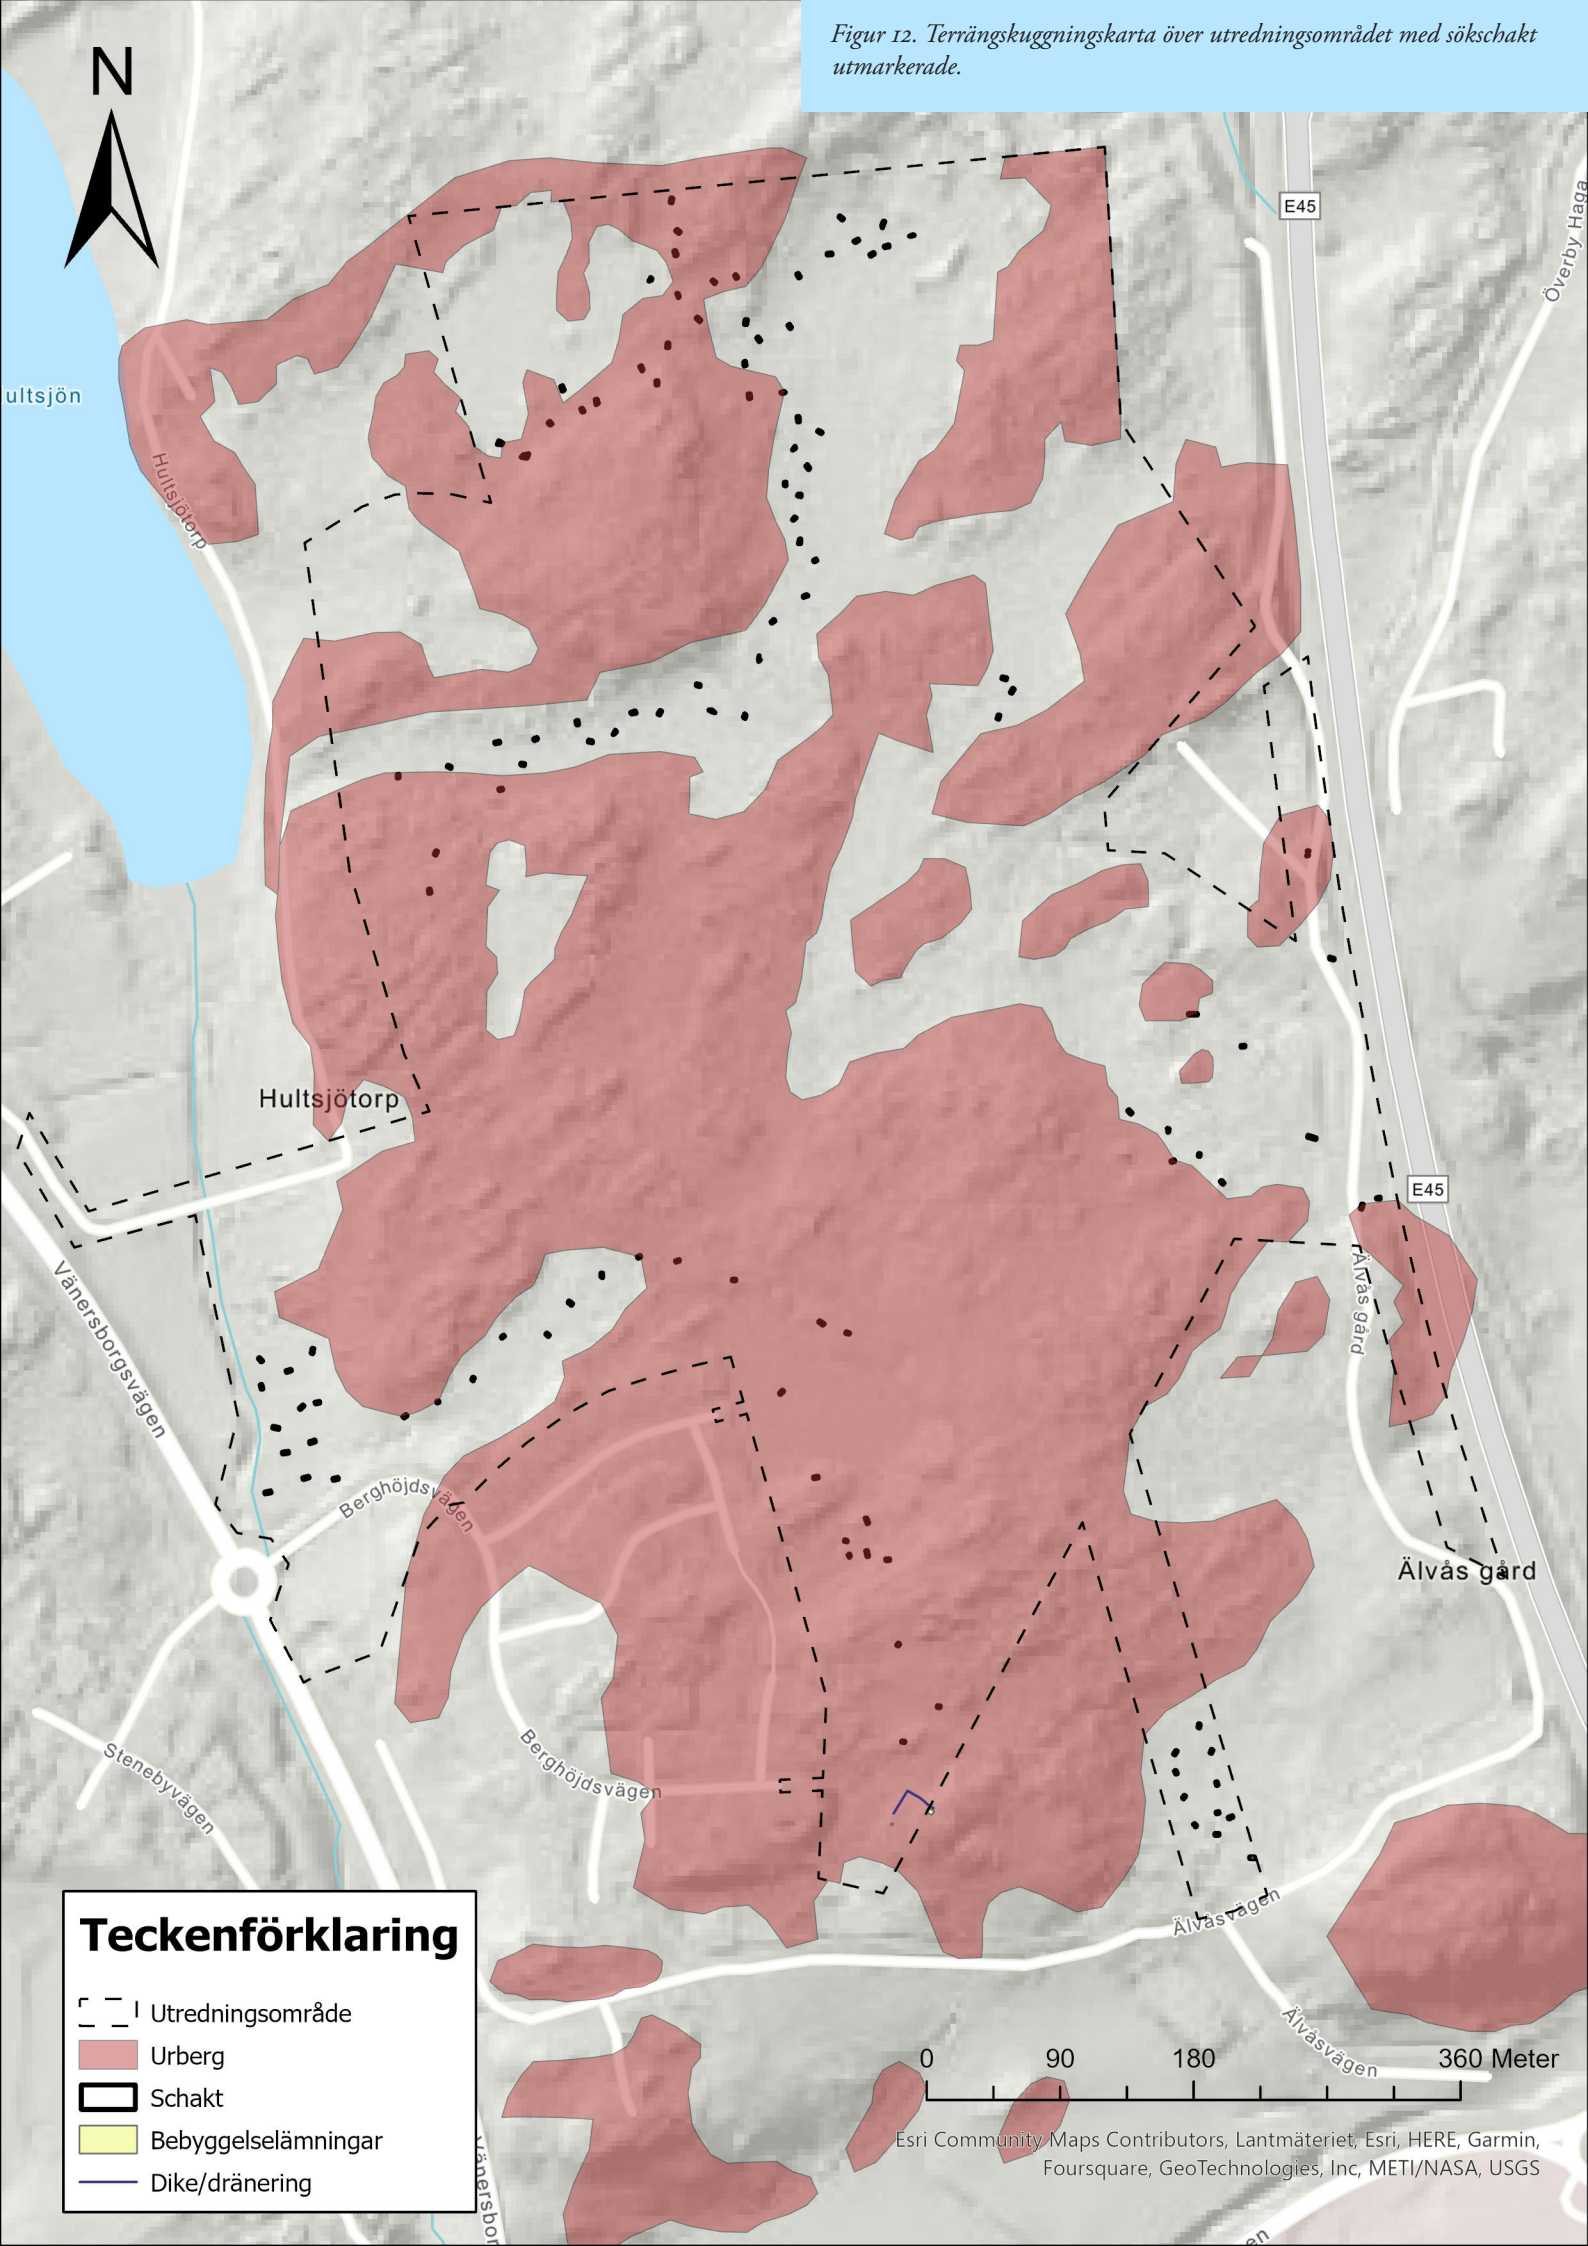 Figur 12. Terrängskuggningskarta över utredningsområdet med sökschakt
utmarkerade.
N
E45
Överby Haga
ultsjön
Hultsjötorp
Hultsjötorp
E45
Vänersborgsvägen
Älvås gård
Berghöjdsvägen
Älvås gård
Stenebyvägen
Berghöjdsvägen
Älvåsvägen
Älvåsvägen
Teckenförklaring
Utredningsområde
Urberg
Schakt
Bebyggelselämningar
Dike/dränering
0 90 180 360 Meter
Esri Community Maps Contributors, Lantmäteriet, Esri, HERE, Garmin,
Foursquare, GeoTechnologies, Inc, METI/NASA, USGS
Vänersbor
en